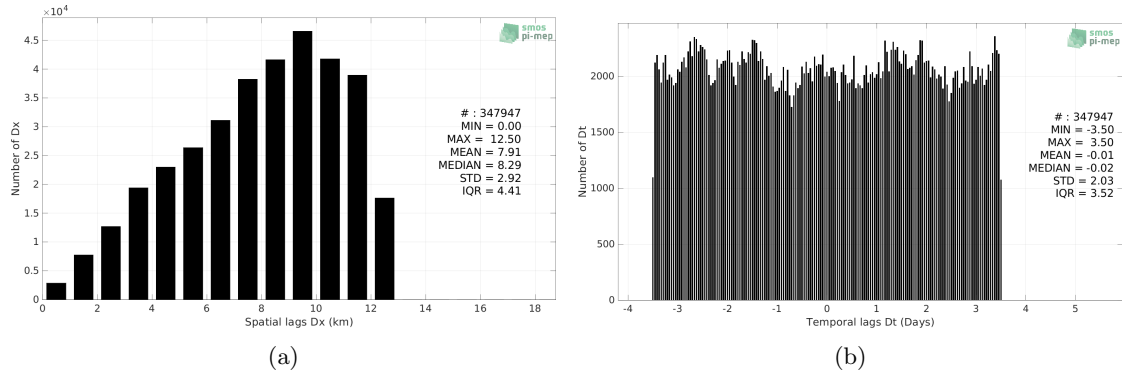 ×10⁴
4.5
4
3.5
3
2.5
2
1.5
1
0.5
0
Number of Dx
0 2 4 6 8 10 12 14 16 18
Spatial lags Dx (km)
smos
pi-mep
# : 347947
MIN = 0.00
MAX = 12.50
MEAN = 7.91
MEDIAN = 8.29
STD = 2.92
IQR = 4.41
(a)
2000
1500
1000
500
0
Number of Dt
-4 -3 -2 -1 0 1 2 3 4 5
Temporal lags Dt (Days)
smos
pi-mep
# : 347947
MIN = -3.50
MAX = 3.50
MEAN = -0.01
MEDIAN = -0.02
STD = 2.03
IQR = 3.52
(b)